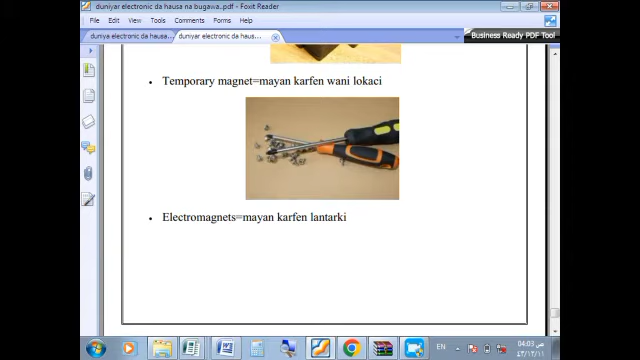 duniyar electronic da hausa na bugawa..pdf - Foxit Reader
File Edit View Tools Comments Forms Help
duniya electronic da hausa... duniyar electronic da haus...
Business Ready PDF Tool
• Temporary magnet=mayan karfen wani lokaci
• Electromagnets=mayan karfen lantarki
EN
04:03 ص